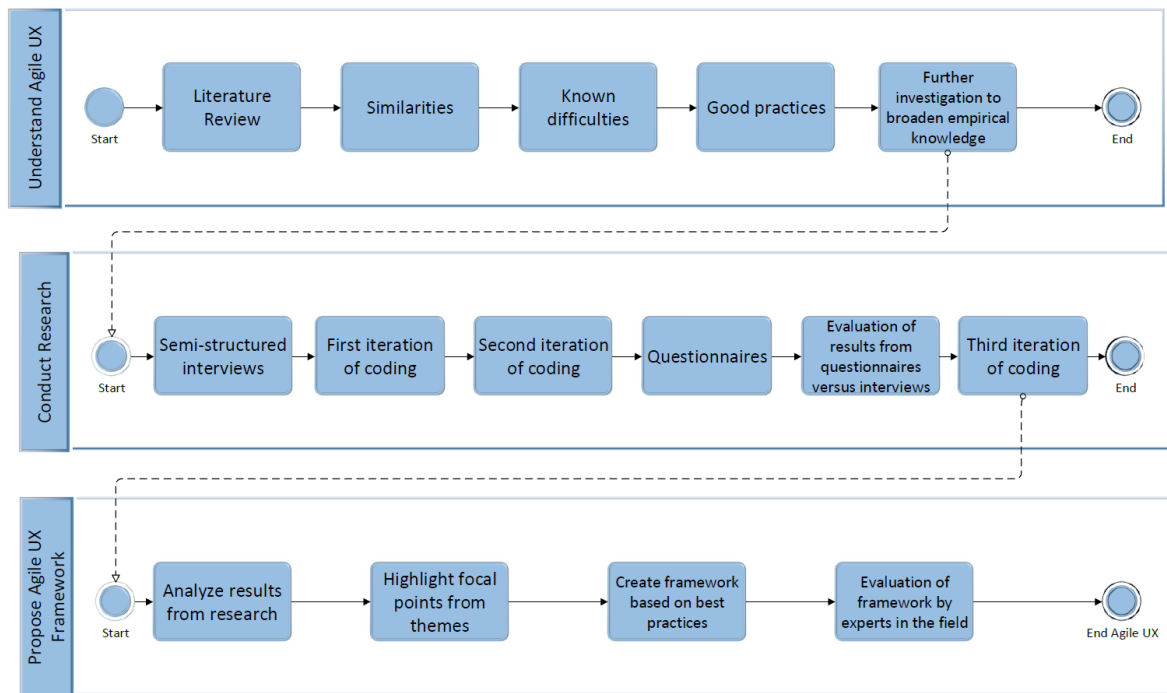 Understand Agile UX
Literature
Review
Similarities
Known
difficulties
Good practices
Further
investigation to
broaden empirical
knowledge
Start
End
Conduct Research
Semi-structured
interviews
First iteration
of coding
Second iteration
of coding
Questionnaires
Evaluation of
results from
questionnaires
versus interviews
Third iteration
of coding
Start
End
Propose Agile UX
Framework
Analyze results
from research
Highlight focal
points from
themes
Create framework
based on best
practices
Evaluation of
framework by
experts in the field
Start
End Agile UX